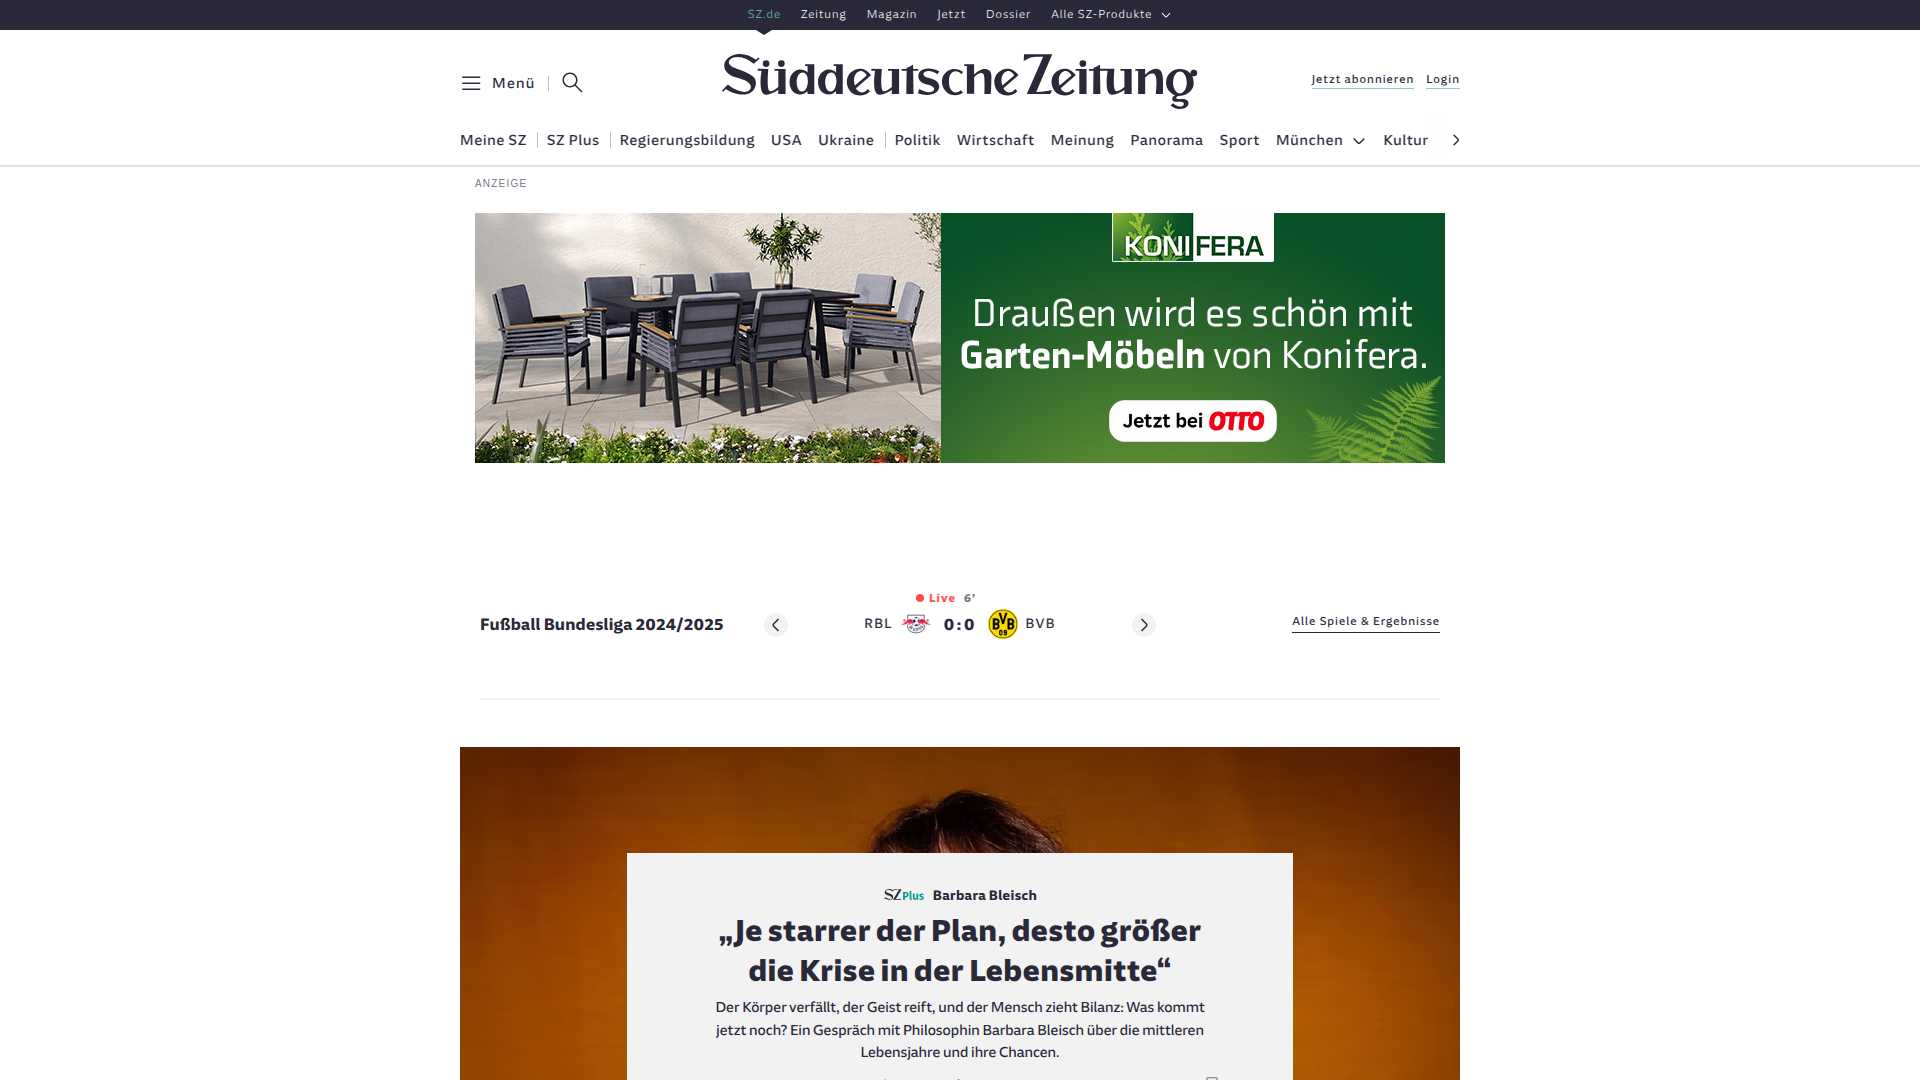 SZ.de Zeitung Magazin Jetzt Dossier Alle SZ-Produkte
Menü
Süddeutsche Zeitung
Jetzt abonnieren Login
Meine SZ SZ Plus Regierungsbildung USA Ukraine Politik Wirtschaft Meinung Panorama Sport München Kultur
ANZEIGE
KONIFERA
Draußen wird es schön mit
Garten-Möbeln von Konifera.
Jetzt bei OTTO
Live 6'
Fußball Bundesliga 2024/2025
RBL 0:0 BVB 09 BVB
Alle Spiele & Ergebnisse
SZ Plus Barbara Bleisch
„Je starrer der Plan, desto größer
die Krise in der Lebensmitte“
Der Körper verfällt, der Geist reift, und der Mensch zieht Bilanz: Was kommt
jetzt noch? Ein Gespräch mit Philosophin Barbara Bleisch über die mittleren
Lebensjahre und ihre Chancen.